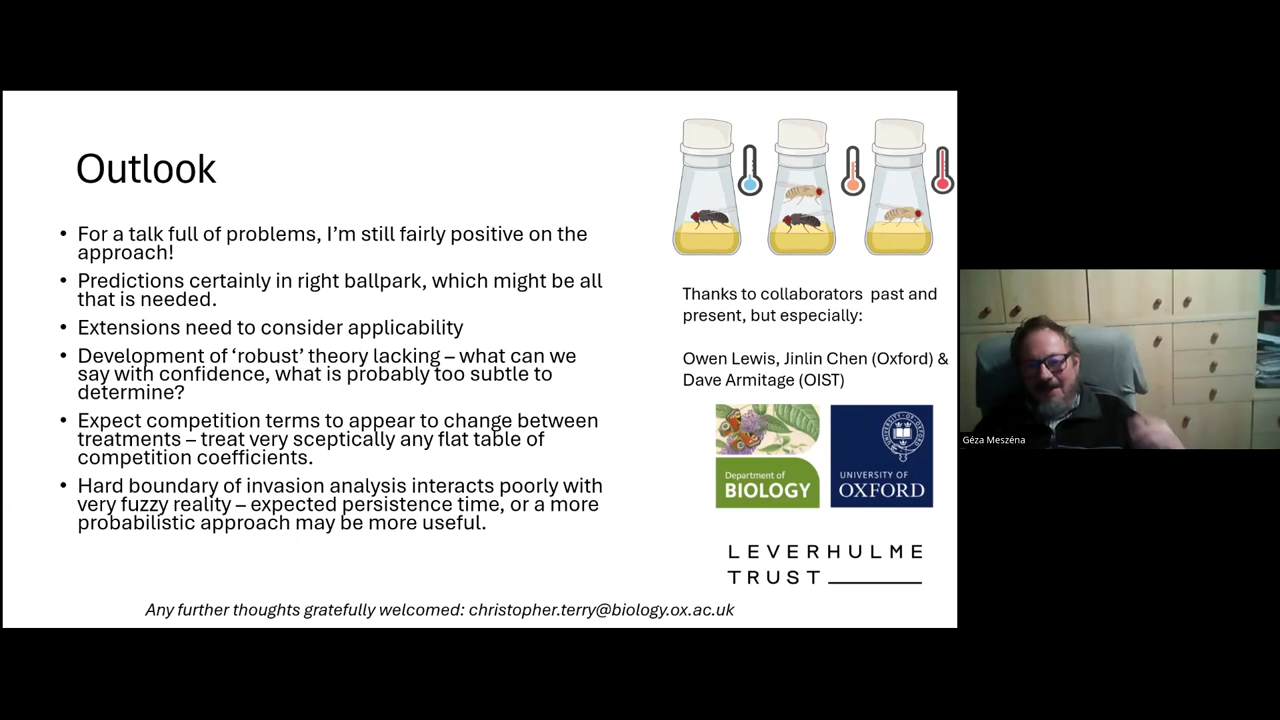 Outlook
• For a talk full of problems, I'm still fairly positive on the
approach!
• Predictions certainly in right ballpark, which might be all
that is needed.
• Extensions need to consider applicability
• Development of 'robust' theory lacking – what can we
say with confidence, what is probably too subtle to
determine?
• Expect competition terms to appear to change between
treatments – treat very sceptically any flat table of
competition coefficients.
• Hard boundary of invasion analysis interacts poorly with
very fuzzy reality – expected persistence time, or a more
probabilistic approach may be more useful.
Any further thoughts gratefully welcomed: christopher.terry@biology.ox.ac.uk
Thanks to collaborators past and
present, but especially:
Owen Lewis, Jinlin Chen (Oxford) &
Dave Armitage (OIST)
Department of
BIOLOGY
UNIVERSITY OF
OXFORD
LEVERHULME
TRUST
Géza Meszéna